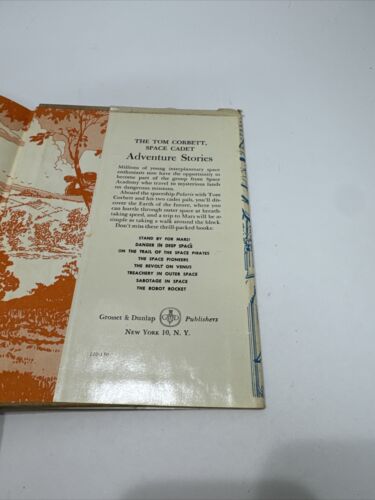 THE TOM CORBETT,
SPACE CADET
Adventure Stories
Millions of young interplanetary space
enthusiasts now have the opportunity to
become part of the group from Space
Academy who travel to mysterious lands
on dangerous missions.
Aboard the spaceship Polaris with Tom
Corbett and his two cadet pals, you'll dis-
cover the Earth of the future, where you
can hurtle through outer space at breath-
taking speed, and a trip to Mars will be as
simple as taking a walk around the block.
Don't miss these thrill-packed books:
STAND BY FOR MARS!
DANGER IN DEEP SPACE
ON THE TRAIL OF THE SPACE PIRATES
THE SPACE PIONEERS
THE REVOLT ON VENUS
TREACHERY IN OUTER SPACE
SABOTAGE IN SPACE
THE ROBOT ROCKET
Grosset & Dunlap G&D Publishers
NEW YORK 10, N. Y.